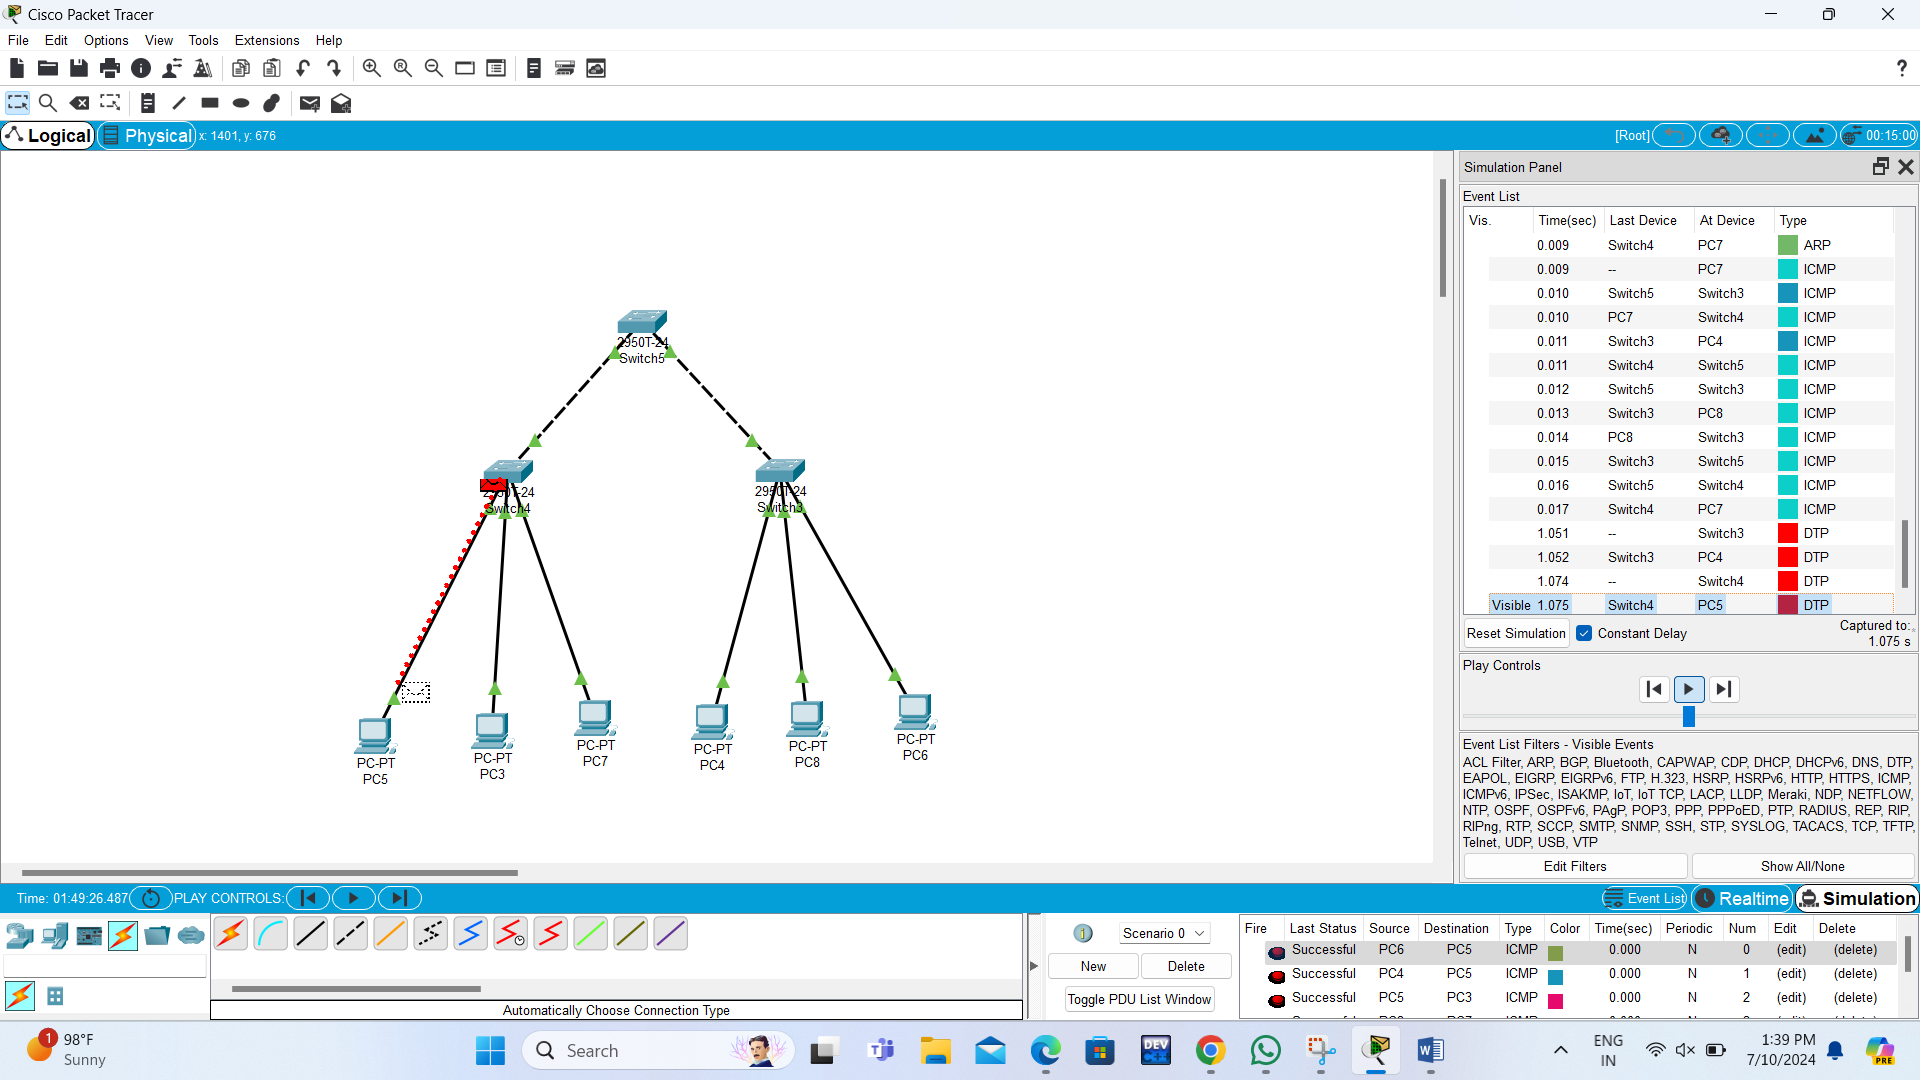 Cisco Packet Tracer
File Edit Options View Tools Extensions Help
?
Logical Physical x: 1401, y: 676 [Root] 00:15:00
2950T-24
Switch5
2950T-24
Switch4
2950T-24
Switch3
PC-PT
PC5
PC-PT
PC3
PC-PT
PC7
PC-PT
PC4
PC-PT
PC8
PC-PT
PC6
Simulation Panel
Event List
Vis. Time(sec) Last Device At Device Type
0.009 Switch4 PC7 ARP
0.009 -- PC7 ICMP
0.010 Switch5 Switch3 ICMP
0.010 PC7 Switch4 ICMP
0.011 Switch3 PC4 ICMP
0.011 Switch4 Switch5 ICMP
0.012 Switch5 Switch3 ICMP
0.013 Switch3 PC8 ICMP
0.014 PC8 Switch3 ICMP
0.015 Switch3 Switch5 ICMP
0.016 Switch5 Switch4 ICMP
0.017 Switch4 PC7 ICMP
1.051 -- Switch3 DTP
1.052 Switch3 PC4 DTP
1.074 -- Switch4 DTP
Visible 1.075 Switch4 PC5 DTP
Reset Simulation Constant Delay Captured to:
1.075 s
Play Controls
Event List Filters - Visible Events
ACL Filter, ARP, BGP, Bluetooth, CAPWAP, CDP, DHCP, DHCPv6, DNS, DTP,
EAPOL, EIGRP, EIGRPv6, FTP, H.323, HSRP, HSRPv6, HTTP, HTTPS, ICMP,
ICMPv6, IPSec, ISAKMP, IoT, IoT TCP, LACP, LLDP, Meraki, NDP, NETFLOW,
NTP, OSPF, OSPFv6, PAgP, POP3, PPP, PPPoED, PTP, RADIUS, REP, RIP,
RIPng, RTP, SCCP, SMTP, SNMP, SSH, STP, SYSLOG, TACACS, TCP, TFTP,
Telnet, UDP, USB, VTP
Edit Filters Show All/None
Time: 01:49:26.487 PLAY CONTROLS: Event List Realtime Simulation
Automatically Choose Connection Type
1 Scenario 0
New Delete
Toggle PDU List Window
Fire Last Status Source Destination Type Color Time(sec) Periodic Num Edit Delete
Successful PC6 PC5 ICMP 0.000 N 0 (edit) (delete)
Successful PC4 PC5 ICMP 0.000 N 1 (edit) (delete)
Successful PC5 PC3 ICMP 0.000 N 2 (edit) (delete)
1 98°F
Sunny
Search
DEV
C++
PRE
ENG
IN
1:39 PM
7/10/2024